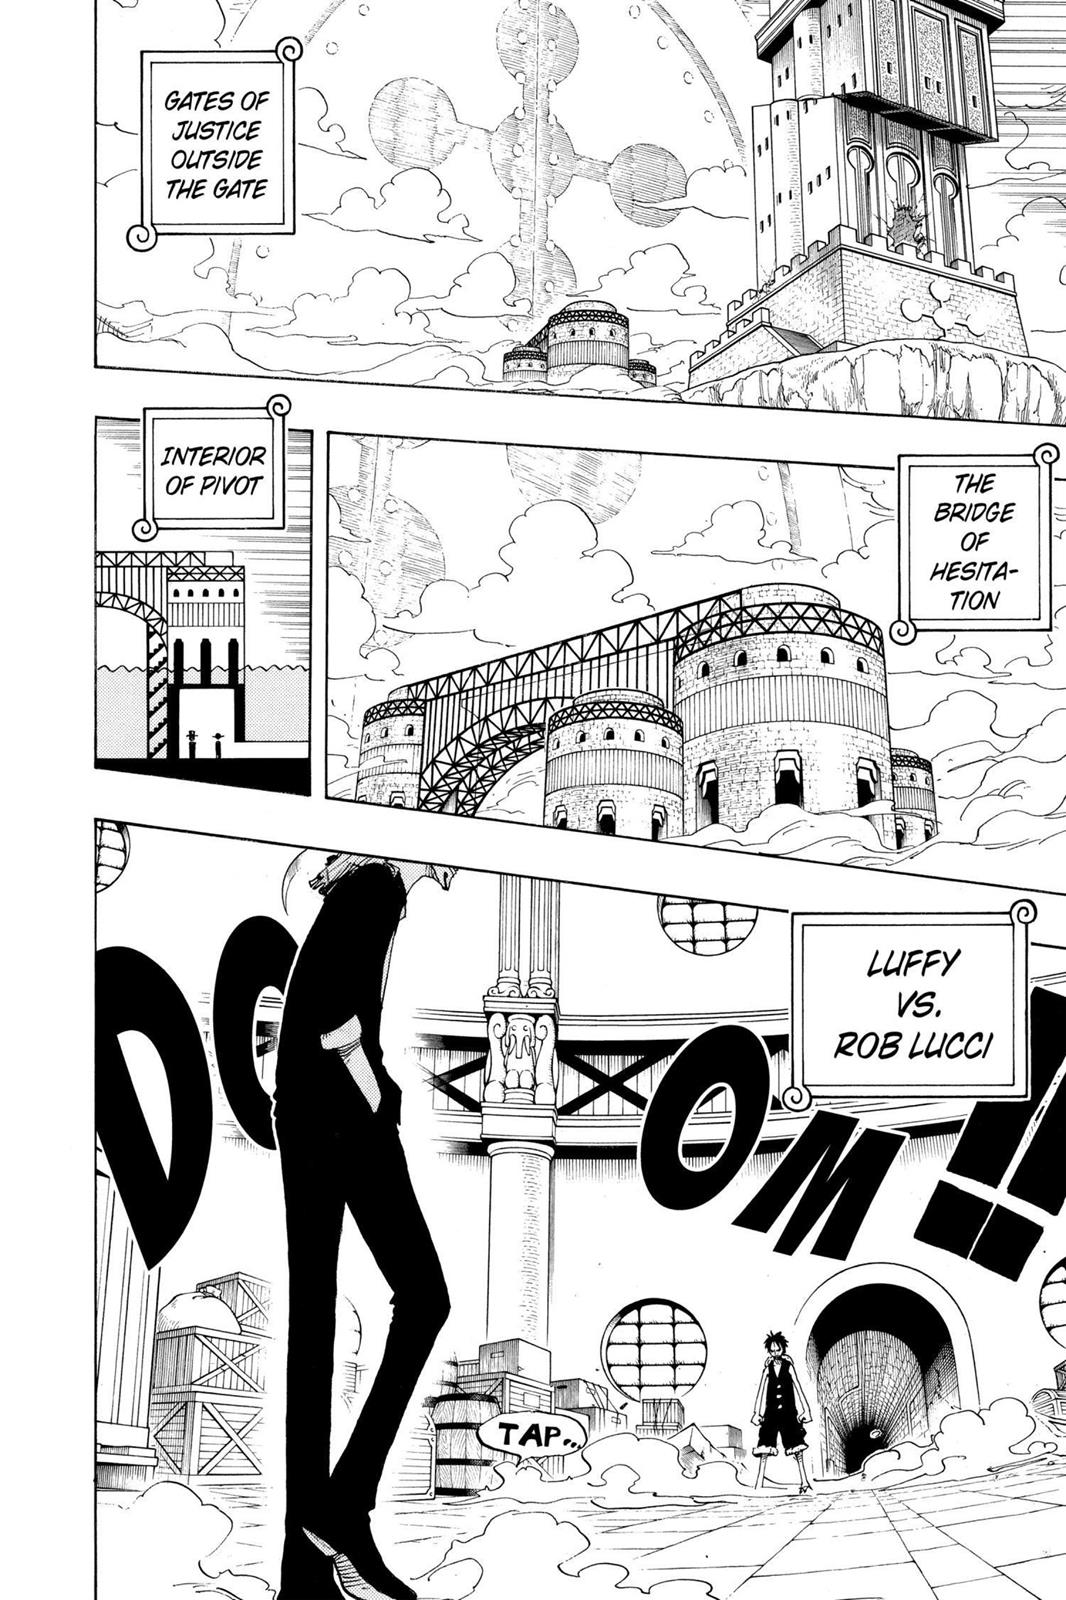 GATES OF
JUSTICE
OUTSIDE
THE GATE
THE
BRIDGE
OF
HESITA-
TION
INTERIOR
OF PIVOT
LUFFY
VS.
ROB LUCCI
DOOM!!
TAP...